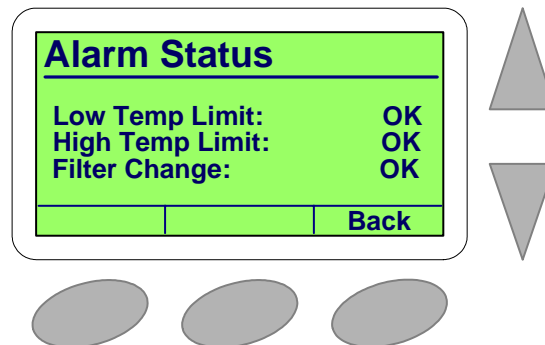 Alarm Status
Low Temp Limit: OK
High Temp Limit: OK
Filter Change: OK
Back